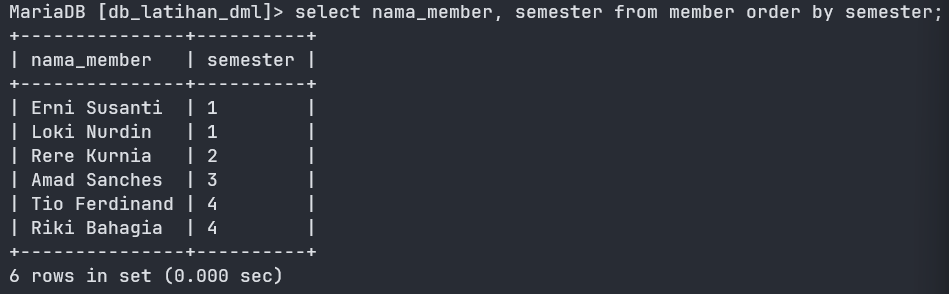 MariaDB [db_latihan_dml]> select nama_member, semester from member order by semester;
+---------------+----------+
| nama_member   | semester |
+---------------+----------+
| Erni Susanti  | 1        |
| Loki Nurdin   | 1        |
| Rere Kurnia   | 2        |
| Amad Sanches  | 3        |
| Tio Ferdinand | 4        |
| Riki Bahagia  | 4        |
+---------------+----------+
6 rows in set (0.000 sec)